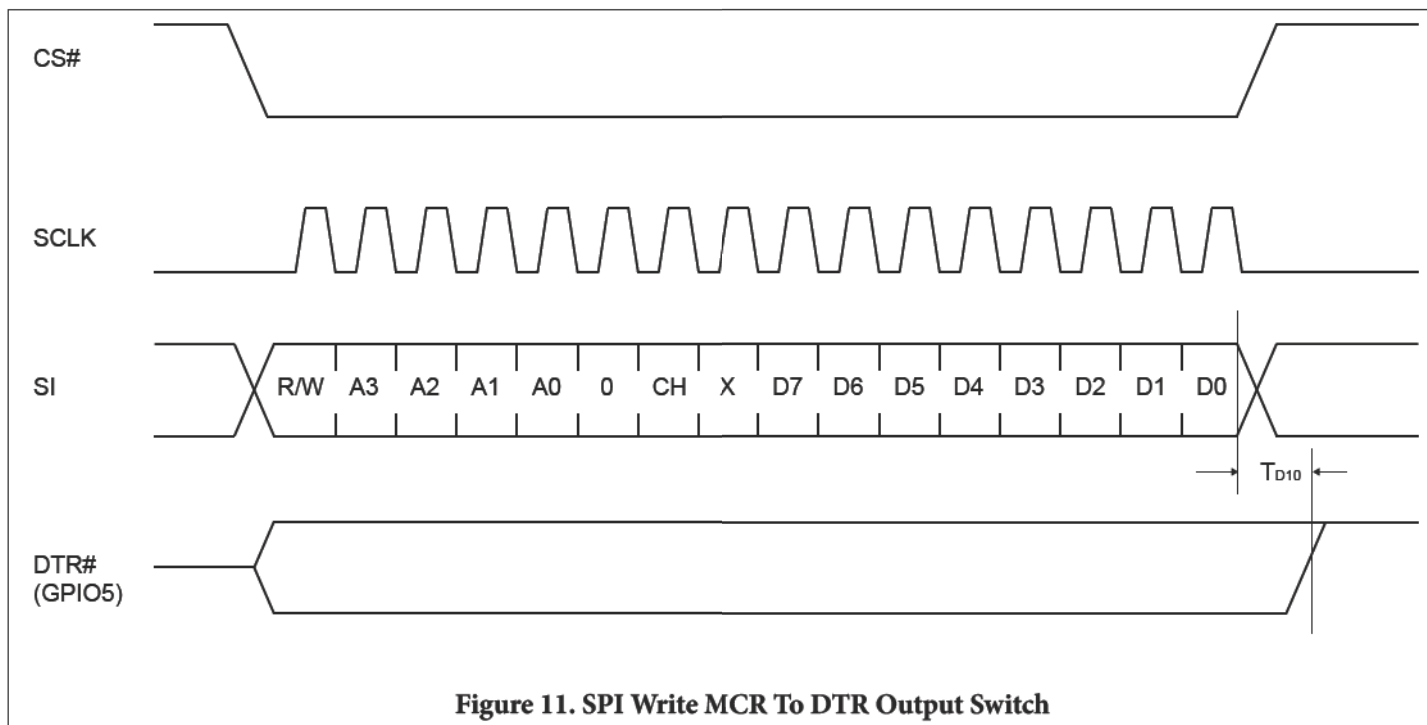 CS#
SCLK
SI R/W A3 A2 A1 A0 0 CH X D7 D6 D5 D4 D3 D2 D1 D0
TD10
DTR#
(GPIO5)
Figure 11. SPI Write MCR To DTR Output Switch